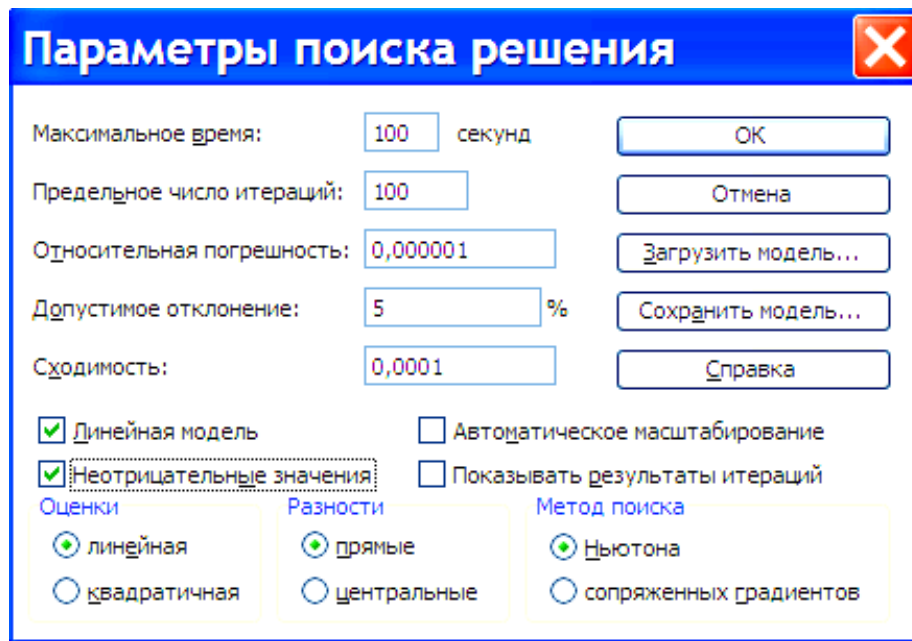 Параметры поиска решения
Максимальное время: 100 секунд OK
Предельное число итераций: 100 Отмена
Относительная погрешность: 0,000001 Загрузить модель...
Допустимое отклонение: 5 % Сохранить модель...
Сходимость: 0,0001 Справка
Линейная модель Автоматическое масштабирование
Неотрицательные значения Показывать результаты итераций
Оценки Разности Метод поиска
линейная прямые Ньютона
квадратичная центральные сопряженных градиентов